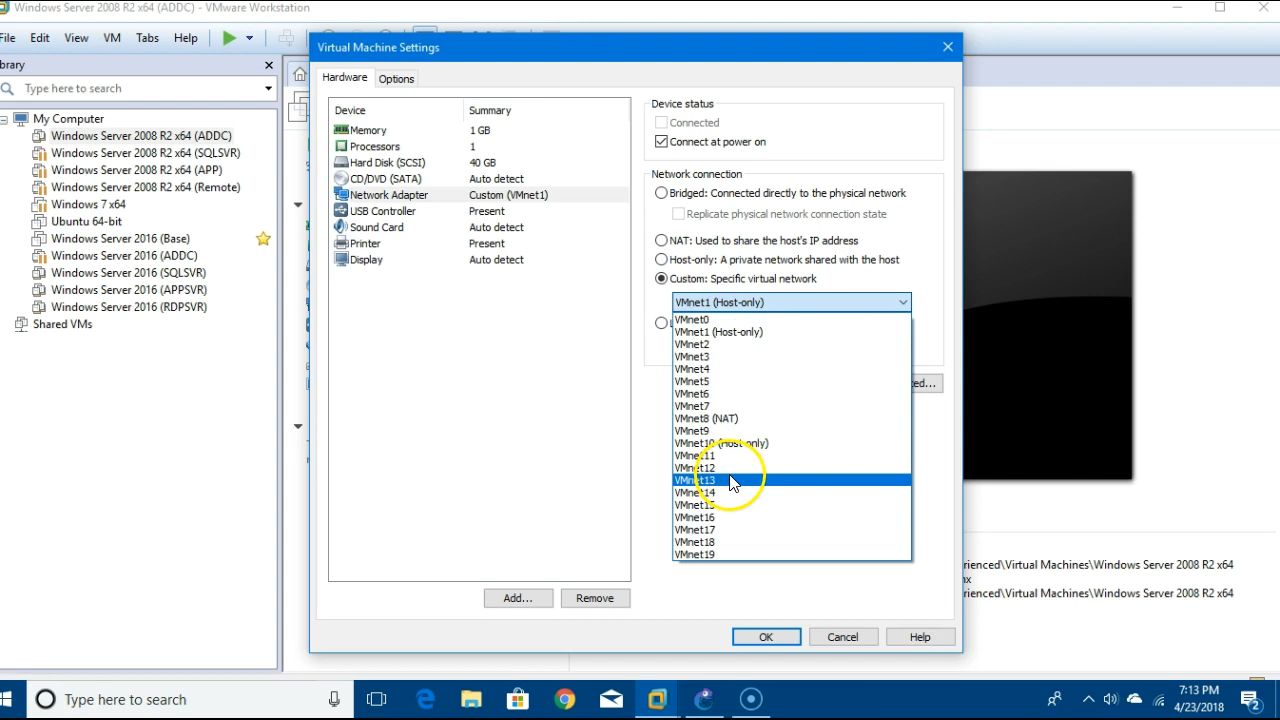 Windows Server 2008 R2 x64 (ADDC) - VMware Workstation
File Edit View VM Tabs Help
Type here to search
My Computer
Windows Server 2008 R2 x64 (ADDC)
Windows Server 2008 R2 x64 (SQLSVR)
Windows Server 2008 R2 x64 (APP)
Windows Server 2008 R2 x64 (Remote)
Windows 7 x64
Ubuntu 64-bit
Windows Server 2016 (Base)
Windows Server 2016 (ADDC)
Windows Server 2016 (SQLSVR)
Windows Server 2016 (APPSVR)
Windows Server 2016 (RDPSVR)
Shared VMs
Virtual Machine Settings
Hardware Options
Device Summary
Memory 1 GB
Processors 1
Hard Disk (SCSI) 40 GB
CD/DVD (SATA) Auto detect
Network Adapter Custom (VMnet1)
USB Controller Present
Sound Card Auto detect
Printer Present
Display Auto detect
Add... Remove
Device status
Connected
Connect at power on
Network connection
Bridged: Connected directly to the physical network
Replicate physical network connection state
NAT: Used to share the host's IP address
Host-only: A private network shared with the host
Custom: Specific virtual network
VMnet1 (Host-only)
VMnet0
VMnet1 (Host-only)
VMnet2
VMnet3
VMnet4
VMnet5
VMnet6
VMnet7
VMnet8 (NAT)
VMnet9
VMnet10 (Host-only)
VMnet11
VMnet12
VMnet13
VMnet14
VMnet15
VMnet16
VMnet17
VMnet18
VMnet19
OK Cancel Help
rienced\Virtual Machines\Windows Server 2008 R2 x64
nx
rienced\Virtual Machines\Windows Server 2008 R2 x64
Type here to search
7:13 PM
4/23/2018
2